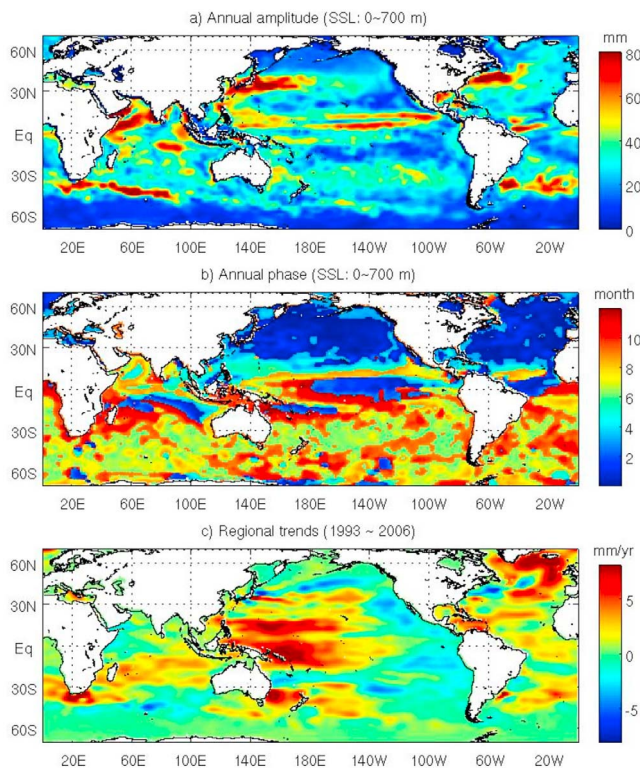 a) Annual amplitude (SSL: 0~700 m)
mm
60N
30N
Eq
30S
60S
80
60
40
20
0
20E 60E 100E 140E 180E 140W 100W 60W 20W
b) Annual phase (SSL: 0~700 m)
month
60N
30N
Eq
30S
60S
10
8
6
4
2
20E 60E 100E 140E 180E 140W 100W 60W 20W
c) Regional trends (1993 ~ 2006)
mm/yr
60N
30N
Eq
30S
60S
5
0
-5
20E 60E 100E 140E 180E 140W 100W 60W 20W